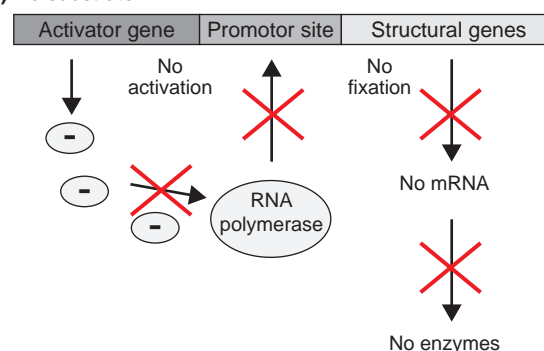 Activator gene
Promotor site
Structural genes
No
activation
No
fixation
-
-
-
RNA
polymerase
No mRNA
No enzymes